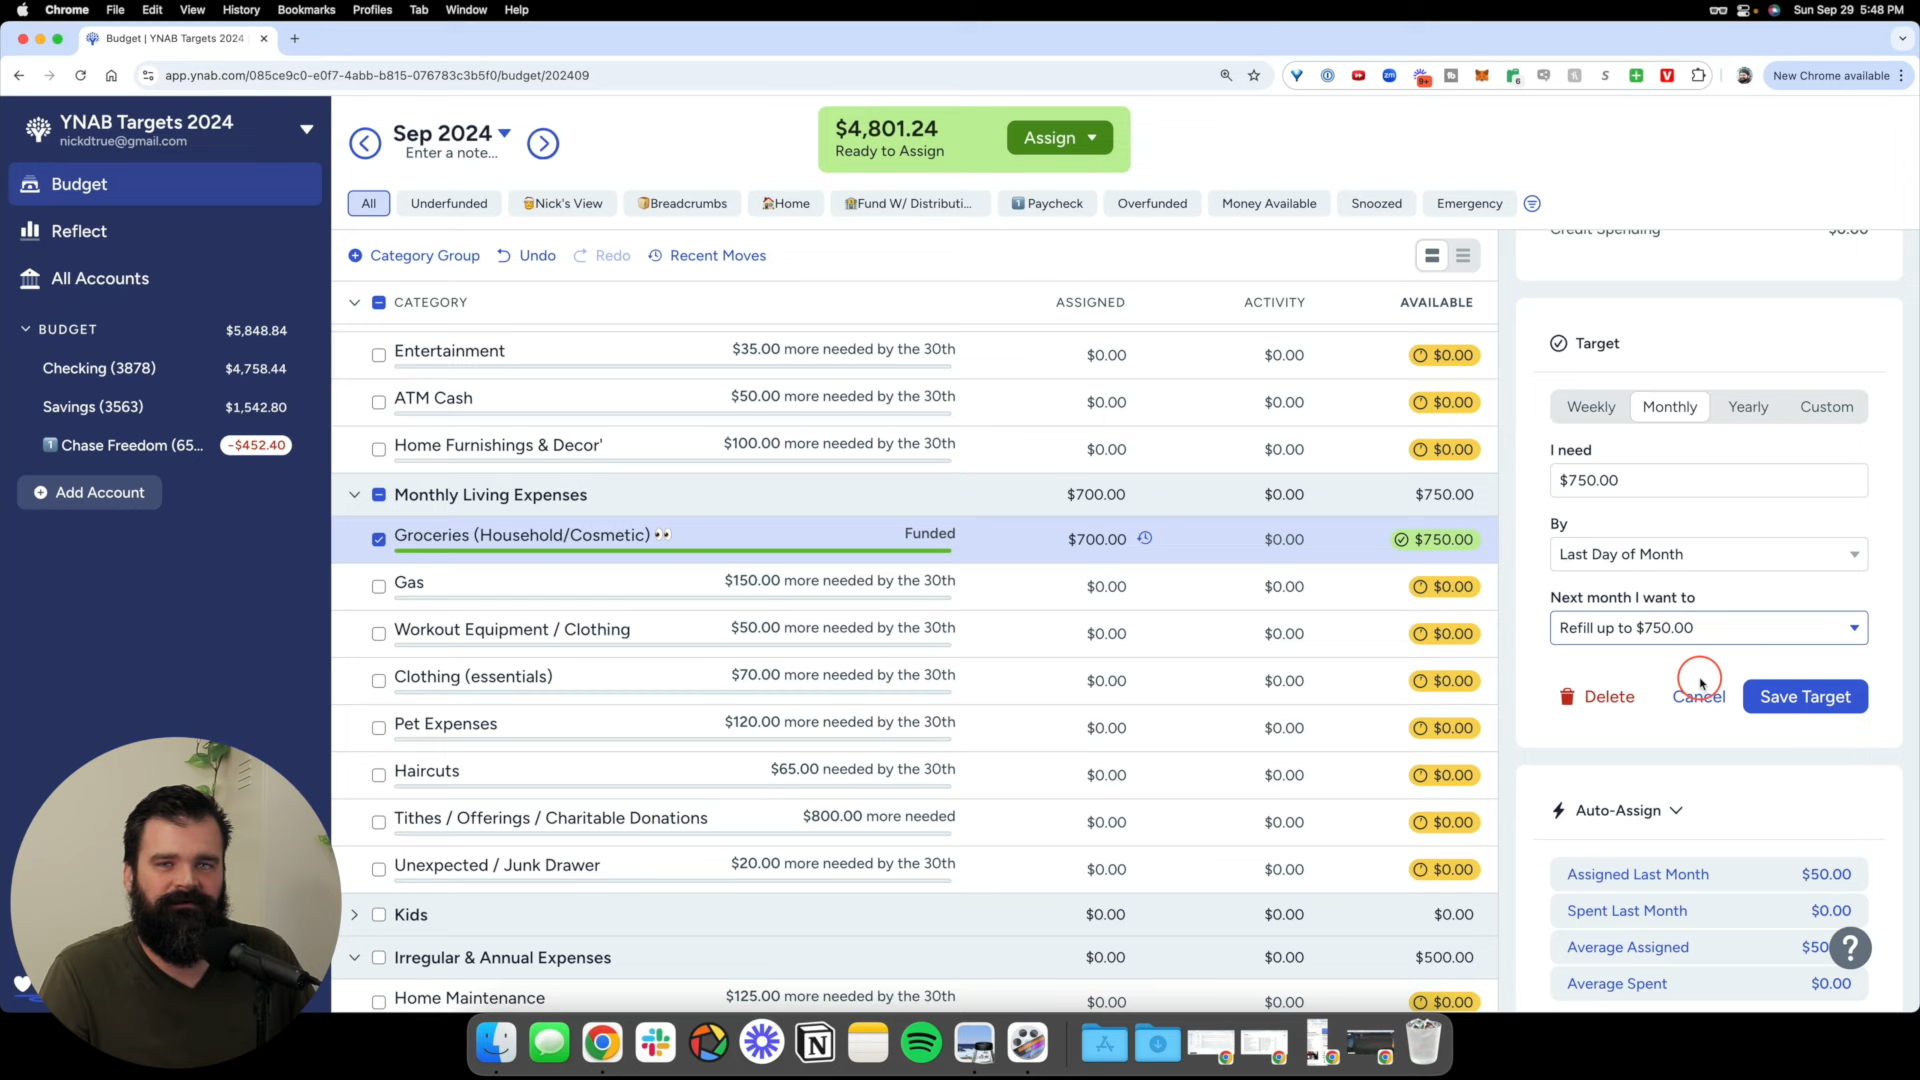 Chrome File Edit View History Bookmarks Profiles Tab Window Help
Sun Sep 29 5:48 PM
Budget | YNAB Targets 2024
app.ynab.com/085ce9c0-e0f7-4abb-b815-076783c3b5f0/budget/202409
New Chrome available
YNAB Targets 2024
nickdtrue@gmail.com
Budget
Reflect
All Accounts
BUDGET $5,848.84
Checking (3878) $4,758.44
Savings (3563) $1,542.80
1 Chase Freedom (65... -$452.40
Add Account
Sep 2024
Enter a note...
$4,801.24
Ready to Assign
Assign
All Underfunded Nick's View Breadcrumbs Home Fund W/ Distributi... 1 Paycheck Overfunded Money Available Snoozed Emergency
Category Group Undo Redo Recent Moves
CATEGORY ASSIGNED ACTIVITY AVAILABLE
Entertainment $35.00 more needed by the 30th $0.00 $0.00 $0.00
ATM Cash $50.00 more needed by the 30th $0.00 $0.00 $0.00
Home Furnishings & Decor' $100.00 more needed by the 30th $0.00 $0.00 $0.00
Monthly Living Expenses $700.00 $0.00 $750.00
Groceries (Household/Cosmetic) 👀 Funded $700.00 $0.00 $750.00
Gas $150.00 more needed by the 30th $0.00 $0.00 $0.00
Workout Equipment / Clothing $50.00 more needed by the 30th $0.00 $0.00 $0.00
Clothing (essentials) $70.00 more needed by the 30th $0.00 $0.00 $0.00
Pet Expenses $120.00 more needed by the 30th $0.00 $0.00 $0.00
Haircuts $65.00 needed by the 30th $0.00 $0.00 $0.00
Tithes / Offerings / Charitable Donations $800.00 more needed $0.00 $0.00 $0.00
Unexpected / Junk Drawer $20.00 more needed by the 30th $0.00 $0.00 $0.00
Kids $0.00 $0.00 $0.00
Irregular & Annual Expenses $0.00 $0.00 $500.00
Home Maintenance $125.00 more needed by the 30th $0.00 $0.00 $0.00
Credit Spending $0.00
Target
Weekly Monthly Yearly Custom
I need
$750.00
By
Last Day of Month
Next month I want to
Refill up to $750.00
Delete Cancel Save Target
Auto-Assign
Assigned Last Month $50.00
Spent Last Month $0.00
Average Assigned
Average Spent $0.00
?